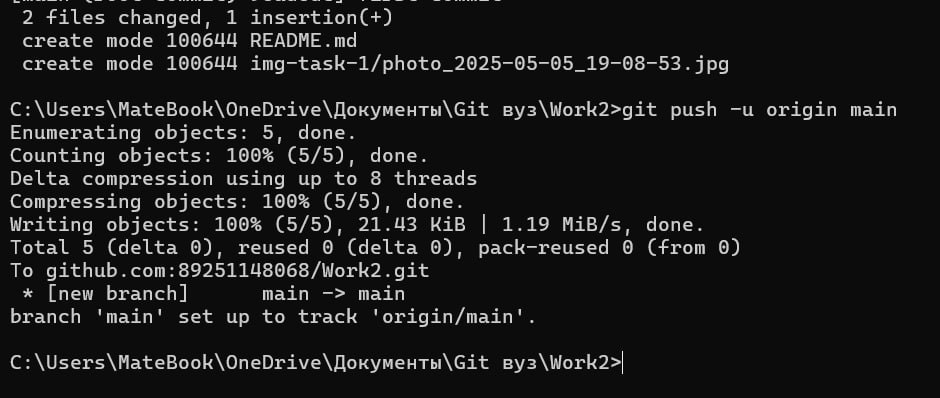 2 files changed, 1 insertion(+)
create mode 100644 README.md
create mode 100644 img-task-1/photo_2025-05-05_19-08-53.jpg
C:\Users\MateBook\OneDrive\Документы\Git вуз\Work2>git push -u origin main
Enumerating objects: 5, done.
Counting objects: 100% (5/5), done.
Delta compression using up to 8 threads
Compressing objects: 100% (5/5), done.
Writing objects: 100% (5/5), 21.43 KiB | 1.19 MiB/s, done.
Total 5 (delta 0), reused 0 (delta 0), pack-reused 0 (from 0)
To github.com:89251148068/Work2.git
* [new branch]      main -> main
branch 'main' set up to track 'origin/main'.
C:\Users\MateBook\OneDrive\Документы\Git вуз\Work2>